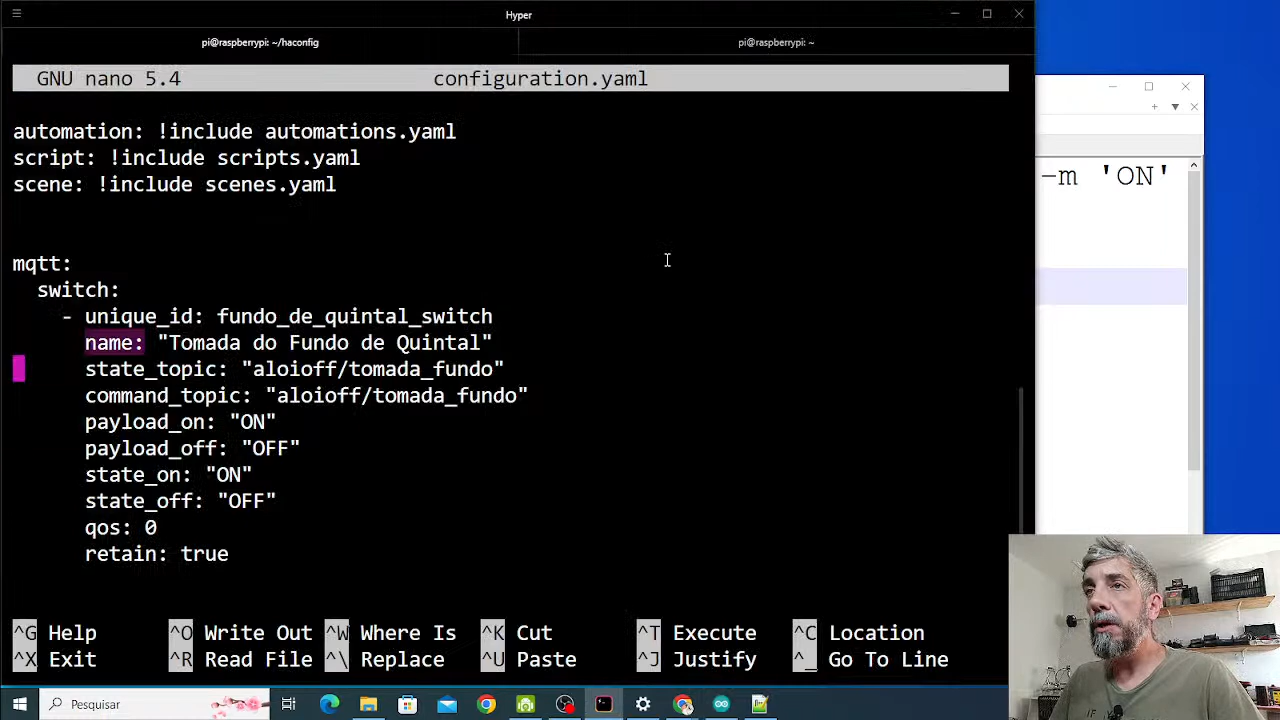 Hyper
pi@raspberrypi: ~/haconfig
pi@raspberrypi: ~
GNU nano 5.4 configuration.yaml
automation: !include automations.yaml
script: !include scripts.yaml
scene: !include scenes.yaml
mqtt:
switch:
- unique_id: fundo_de_quintal_switch
name: "Tomada do Fundo de Quintal"
state_topic: "aloioff/tomada_fundo"
command_topic: "aloioff/tomada_fundo"
payload_on: "ON"
payload_off: "OFF"
state_on: "ON"
state_off: "OFF"
qos: 0
retain: true
^G Help ^O Write Out ^W Where Is ^K Cut ^T Execute ^C Location
^X Exit ^R Read File ^\ Replace ^U Paste ^J Justify ^_ Go To Line
-m 'ON'
Pesquisar